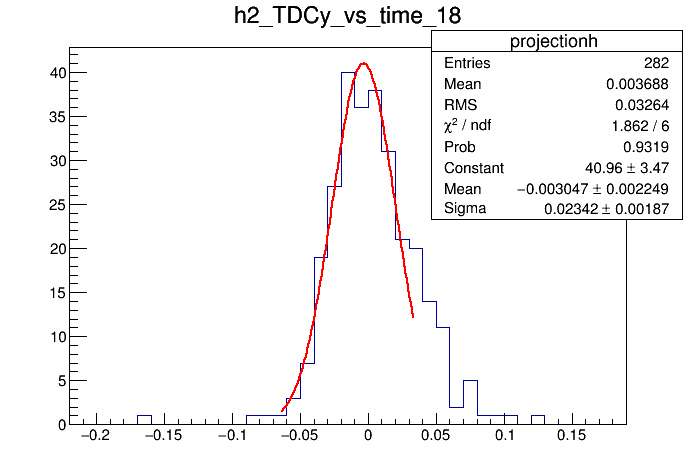 h2_TDCy_vs_time_18
projectionh
Entries 282
Mean 0.003688
RMS 0.03264
χ² / ndf 1.862 / 6
Prob 0.9319
Constant 40.96 ± 3.47
Mean −0.003047 ± 0.002249
Sigma 0.02342 ± 0.00187
40
35
30
25
20
15
10
5
0
−0.2 −0.15 −0.1 −0.05 0 0.05 0.1 0.15